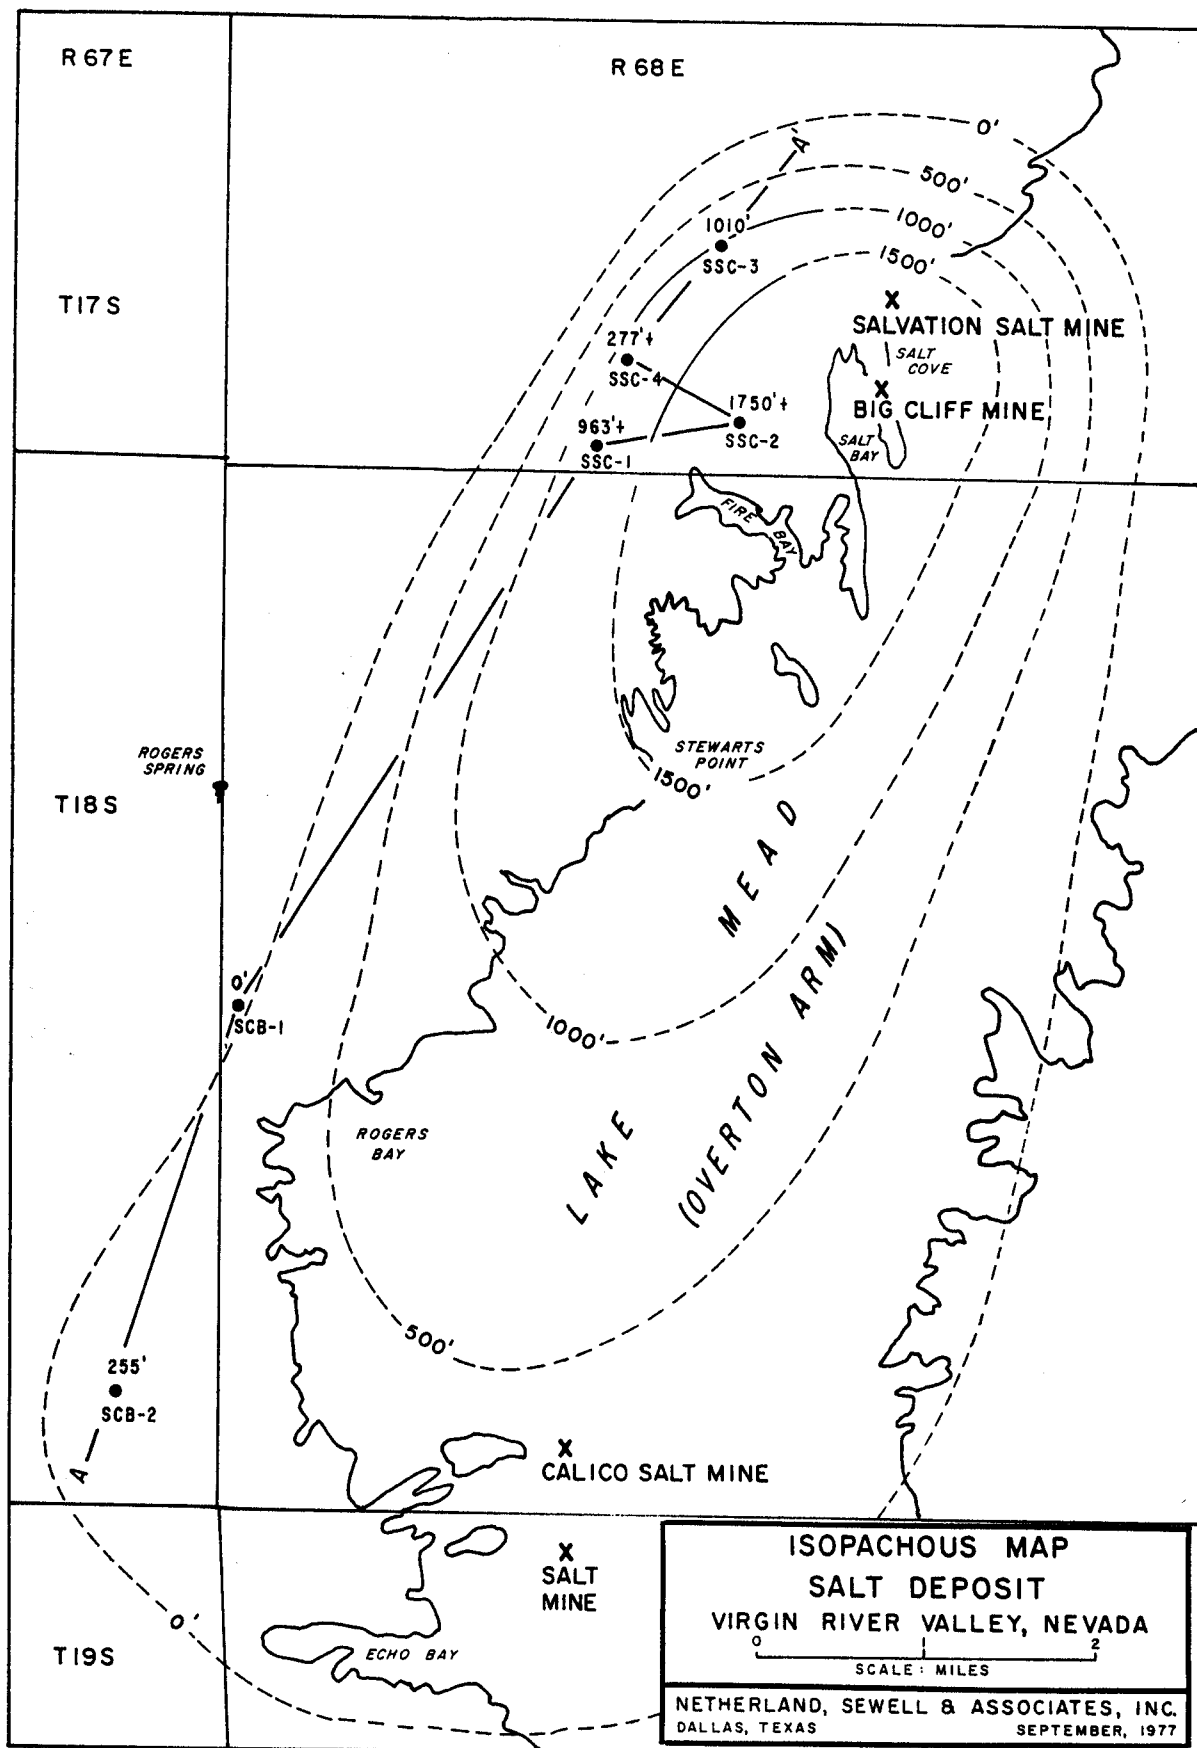 R 67 E
R 68 E
0'
A'
500'
1010'
1000'
SSC-3
1500'
T17S
SALVATION SALT MINE
277'+
SALT
COVE
SSC-4
1750'+
BIG CLIFF MINE
963'+
SSC-2
SALT
BAY
SSC-1
FIRE BAY
ROGERS
SPRING
STEWARTS
POINT
1500'
T18S
LAKE MEAD
(OVERTON ARM)
0'
SCB-1
1000'
ROGERS
BAY
500'
255'
SCB-2
A
CALICO SALT MINE
SALT
MINE
0'
T19S
ECHO BAY
ISOPACHOUS MAP
SALT DEPOSIT
VIRGIN RIVER VALLEY, NEVADA
0 1 2
SCALE : MILES
NETHERLAND, SEWELL & ASSOCIATES, INC.
DALLAS, TEXAS SEPTEMBER, 1977